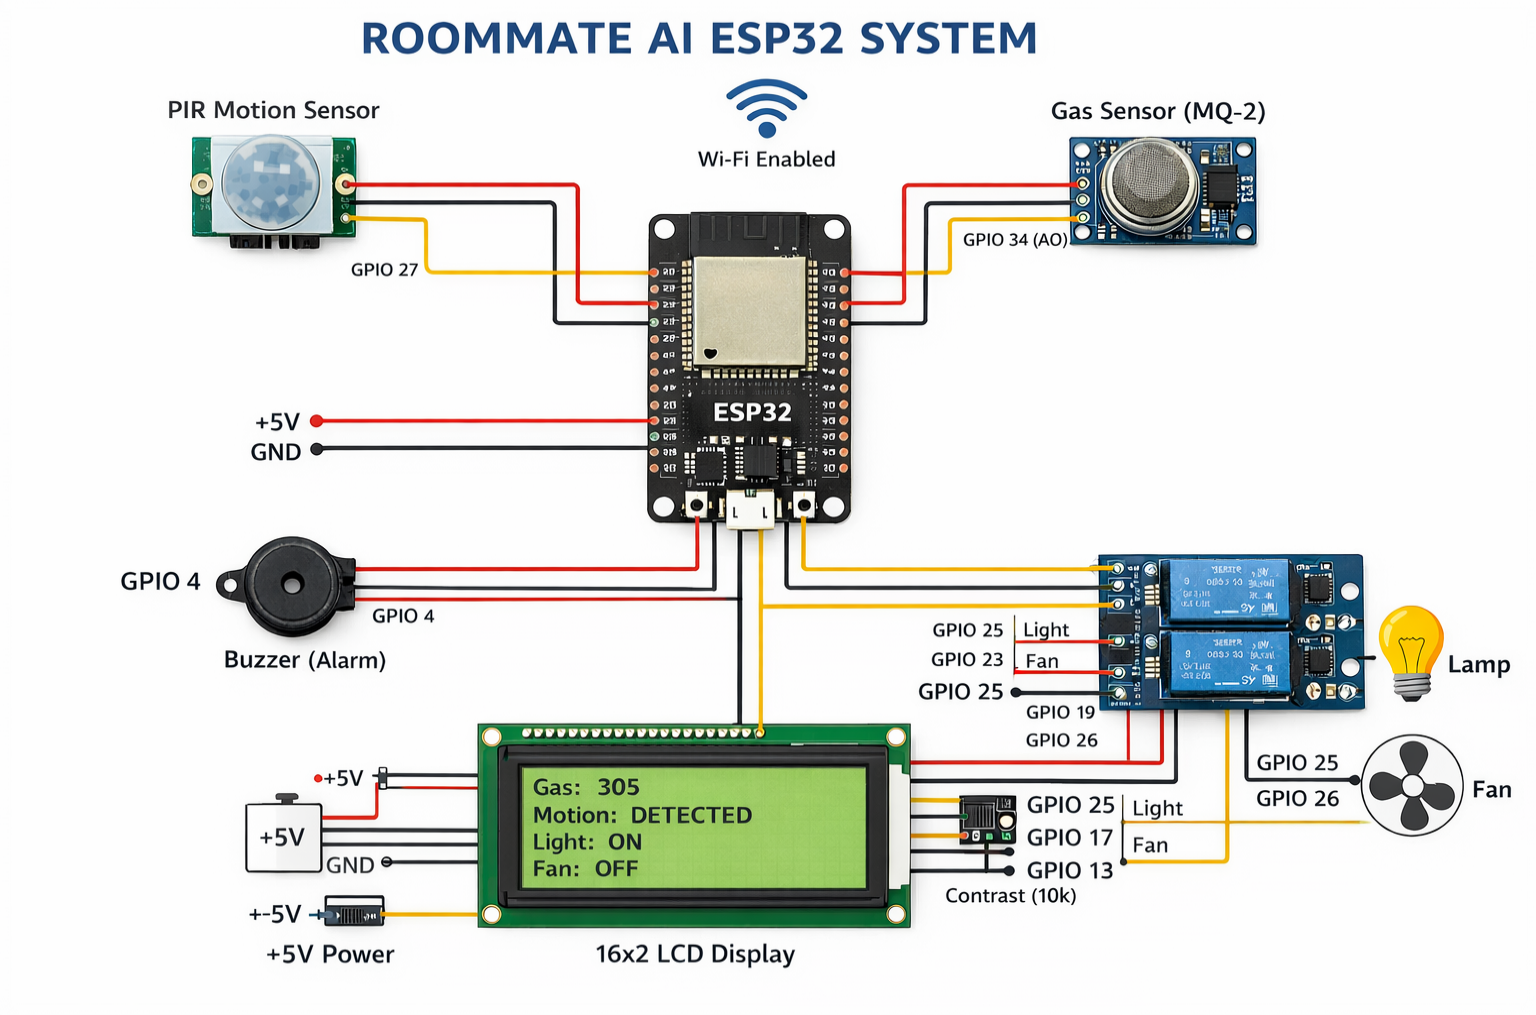 ROOMMATE AI ESP32 SYSTEM
Wi-Fi Enabled
PIR Motion Sensor
Gas Sensor (MQ-2)
GPIO 27
GPIO 34 (AO)
ESP32
+5V
GND
GPIO 4
GPIO 4
Buzzer (Alarm)
GPIO 25 Light
GPIO 23 Fan
GPIO 25
GPIO 19
GPIO 26
Lamp
GPIO 25
GPIO 26
Fan
+5V
+5V
GND
+-5V
+5V Power
Gas: 305
Motion: DETECTED
Light: ON
Fan: OFF
16x2 LCD Display
GPIO 25 Light
GPIO 17 Fan
GPIO 13
Contrast (10k)